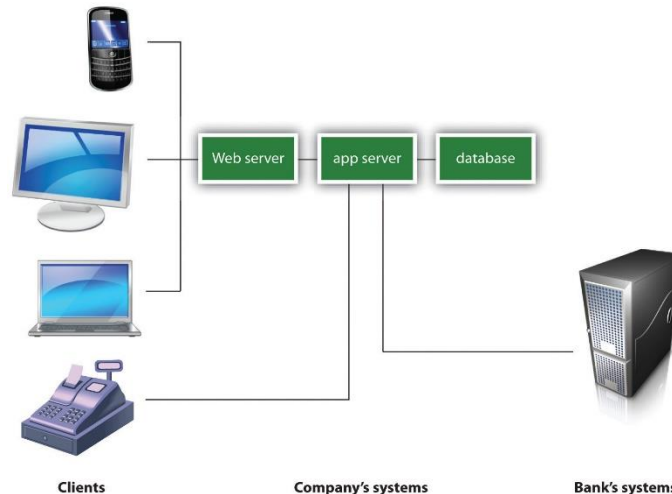 Web server
app server
database
Clients
Company's systems
Bank's systems